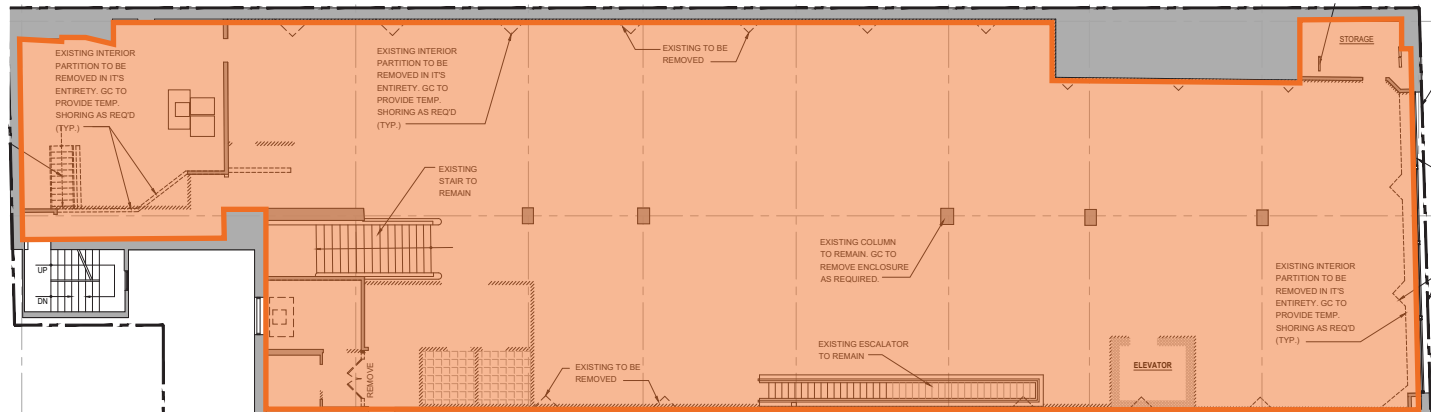 EXISTING INTERIOR
PARTITION TO BE
REMOVED IN IT'S
ENTIRETY. GC TO
PROVIDE TEMP.
SHORING AS REQ'D
(TYP.)
EXISTING INTERIOR
PARTITION TO BE
REMOVED IN IT'S
ENTIRETY. GC TO
PROVIDE TEMP.
SHORING AS REQ'D
(TYP.)
EXISTING TO BE
REMOVED
STORAGE
EXISTING
STAIR TO
REMAIN
EXISTING COLUMN
TO REMAIN. GC TO
REMOVE ENCLOSURE
AS REQUIRED.
EXISTING INTERIOR
PARTITION TO BE
REMOVED IN IT'S
ENTIRETY. GC TO
PROVIDE TEMP.
SHORING AS REQ'D
(TYP.)
UP
DN
REMOVE
EXISTING TO BE
REMOVED
EXISTING ESCALATOR
TO REMAIN
ELEVATOR